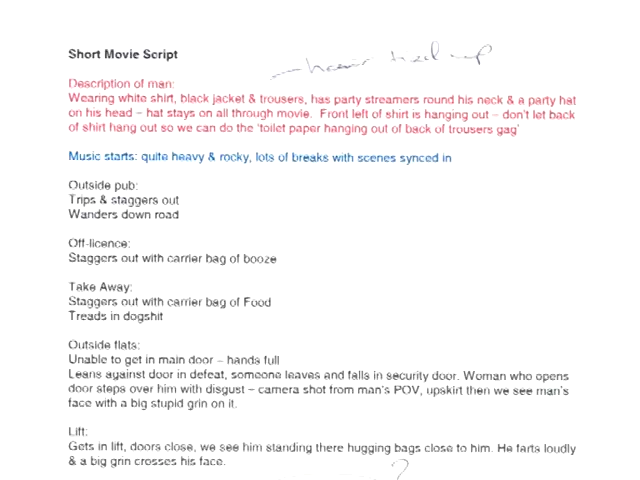 Short Movie Script
hair tied up
Description of man:
Wearing white shirt, black jacket & trousers, has party streamers round his neck & a party hat
on his head – hat stays on all through movie. Front left of shirt is hanging out – don't let back
of shirt hang out so we can do the 'toilet paper hanging out of back of trousers gag'
Music starts: quite heavy & rocky, lots of breaks with scenes synced in
Outside pub:
Trips & staggers out
Wanders down road
Off-licence:
Staggers out with carrier bag of booze
Take Away:
Staggers out with carrier bag of Food
Treads in dogshit
Outside flats:
Unable to get in main door – hands full
Leans against door in defeat, someone leaves and falls in security door. Woman who opens
door steps over him with disgust – camera shot from man's POV, upskirt then we see man's
face with a big stupid grin on it.
Lift:
Gets in lift, doors close, we see him standing there hugging bags close to him. He farts loudly
& a big grin crosses his face.
?